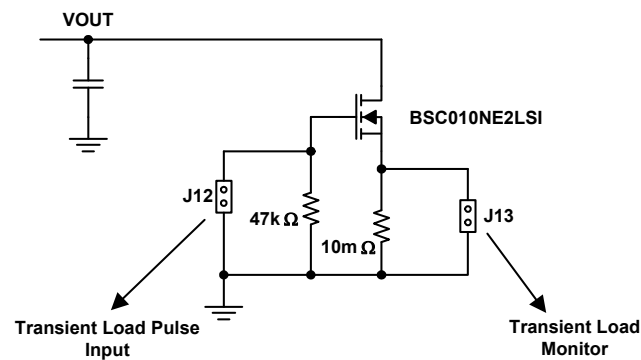 VOUT
BSC010NE2LSI
J12
47k Ω
10m Ω
J13
Transient Load Pulse
Input
Transient Load
Monitor